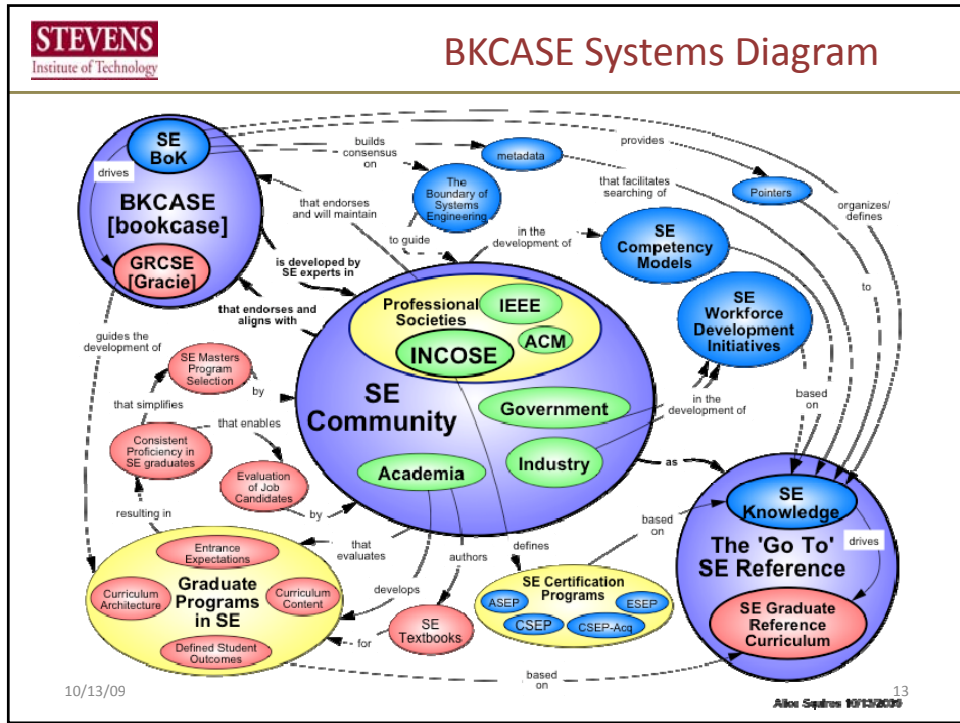 STEVENS
Institute of Technology
BKCASE Systems Diagram
SE
BoK
drives
BKCASE
[bookcase]
GRCSE
[Gracie]
builds
consensus
on
metadata
provides
The
Boundary of
Systems
Engineering
that facilitates
searching of
Pointers
organizes/
defines
that endorses
and will maintain
to guide
in the
development of
SE
Competency
Models
to
is developed by
SE experts in
that endorses and
aligns with
Professional
Societies
IEEE
ACM
INCOSE
SE
Workforce
Development
Initiatives
guides the
development of
SE Masters
Program
Selection
by
SE
Community
Government
in the
development of
based
on
that simplifies
that enables
Consistent
Proficiency in
SE graduates
Evaluation
of Job
Candidates
Academia
Industry
as
resulting in
by
SE
Knowledge
based
on
drives
The 'Go To'
SE Reference
SE Graduate
Reference
Curriculum
that
evaluates
authors
defines
Entrance
Expectations
Graduate
Programs
in SE
Curriculum
Architecture
Curriculum
Content
Defined Student
Outcomes
develops
for
SE
Textbooks
SE Certification
Programs
ASEP
ESEP
CSEP
CSEP-Acq
based
on
10/13/09
13
Alice Squires 10/13/2009